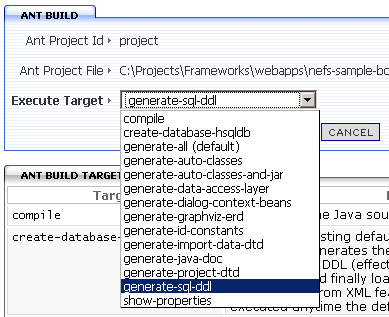 ANT BUILD
Ant Project Id project
Ant Project File C:\Projects\Frameworks\webapps\nefs-sample-bo
Execute Target generate-sql-ddl
compile
create-database-hsqldb
generate-all (default)
generate-auto-classes
generate-auto-classes-and-jar
generate-data-access-layer
generate-dialog-context-beans
generate-graphviz-erd
generate-id-constants
generate-import-data-dtd
generate-java-doc
generate-project-dtd
generate-sql-ddl
show-properties
CANCEL
ANT BUILD TARGET
Targ
compile ne Java sour
create-database- sting defau
generates the
DDL (effect
d finally loa
rom XML fea
executed anytime the def